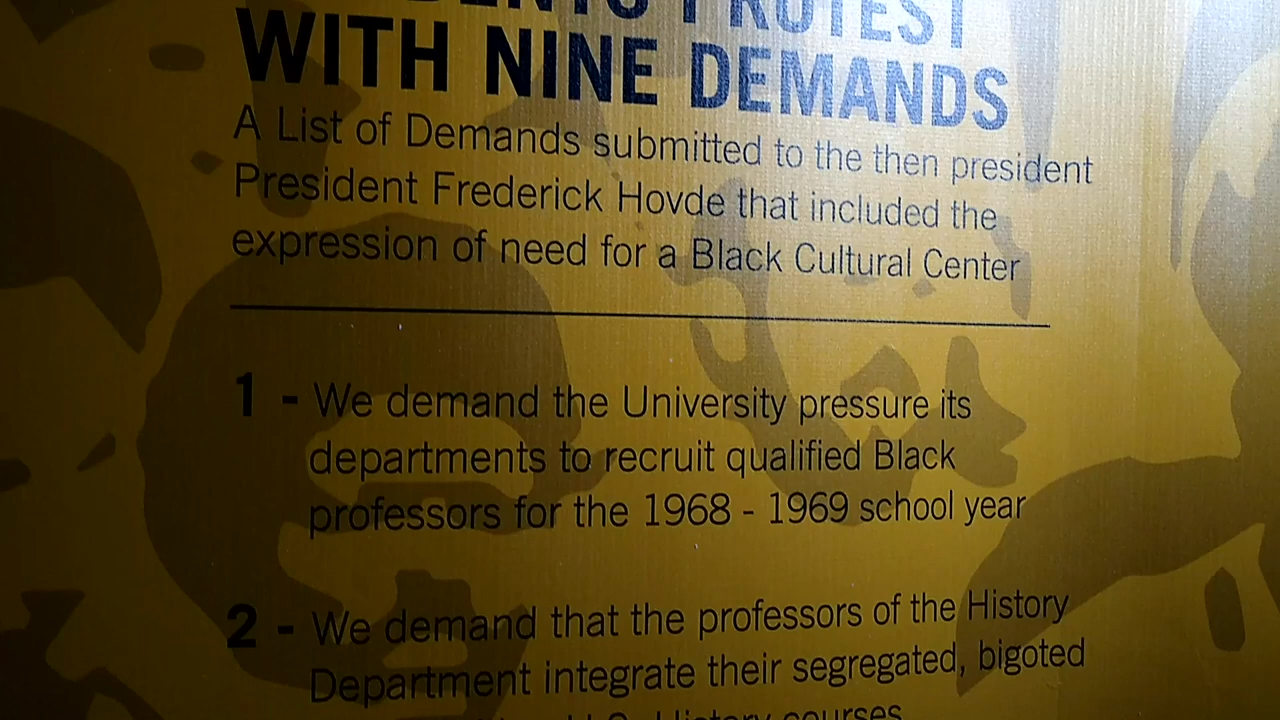 PROTEST
WITH NINE DEMANDS
A List of Demands submitted to the then president
President Frederick Hovde that included the
expression of need for a Black Cultural Center
1 - We demand the University pressure its
departments to recruit qualified Black
professors for the 1968 - 1969 school year
2 - We demand that the professors of the History
Department integrate their segregated, bigoted
History courses